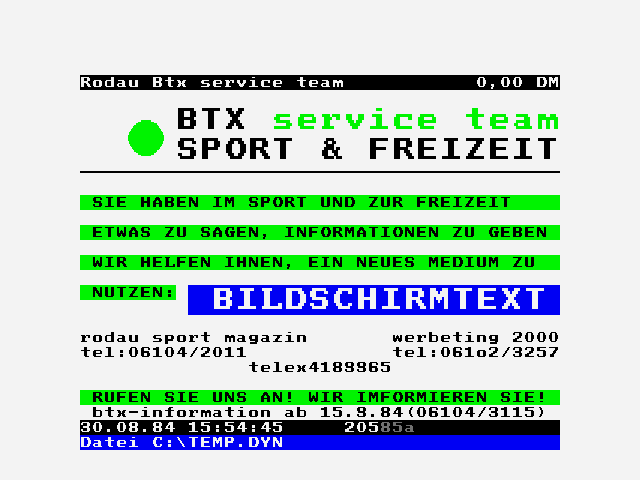 Rodau Btx service team 0,00 DM
BTX service team
SPORT & FREIZEIT
SIE HABEN IM SPORT UND ZUR FREIZEIT
ETWAS ZU SAGEN, INFORMATIONEN ZU GEBEN
WIR HELFEN IHNEN, EIN NEUES MEDIUM ZU
NUTZEN: BILDSCHIRMTEXT
rodau sport magazin werbeting 2000
tel:06104/2011 tel:061o2/3257
telex4189965
RUFEN SIE UNS AN! WIR IMFORMIEREN SIE!
btx-information ab 15.9.84(06104/3115)
30.08.84 15:54:45 20585a
Datei C:\TEMP.DYN